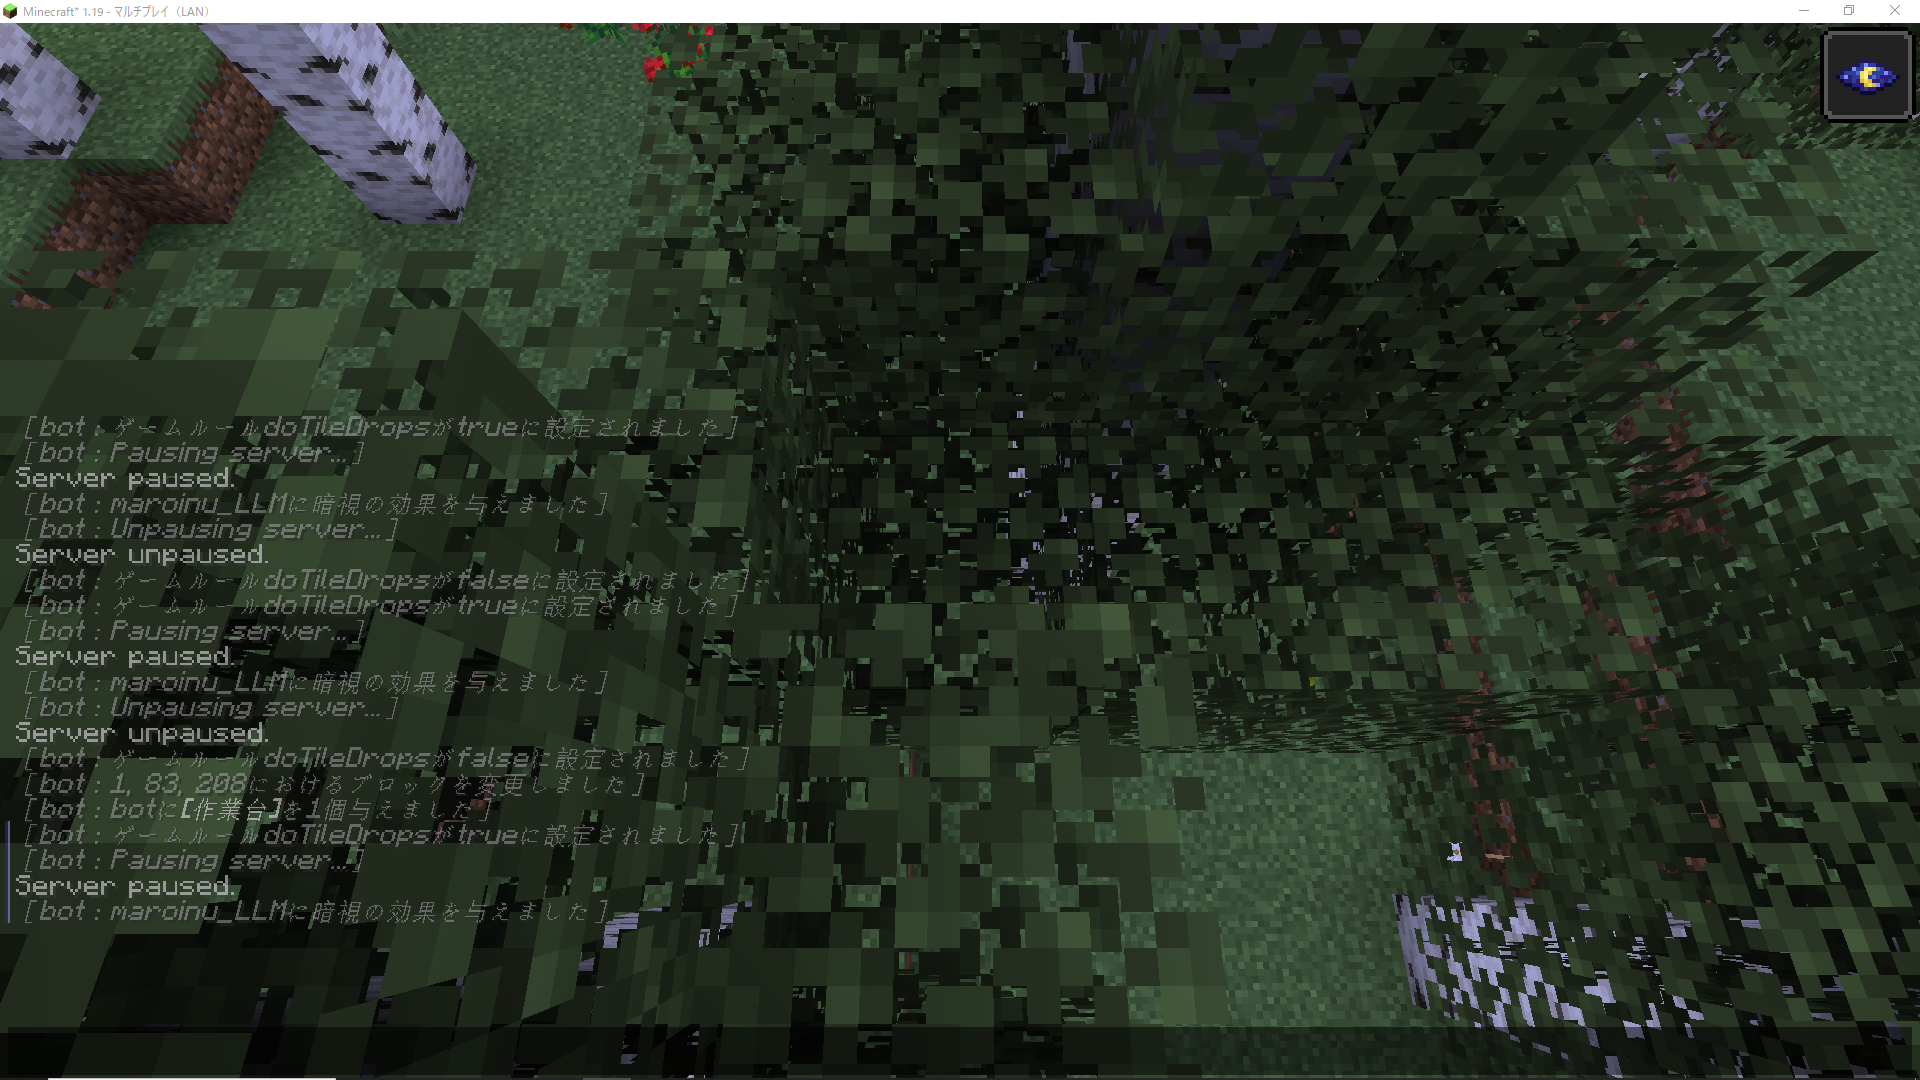 Minecraft* 1.19 - マルチプレイ（LAN）
[bot : ゲームルールdoTileDropsがtrueに設定されました]
[bot : Pausing server...]
Server paused.
[bot : maroinu_LLMに暗視の効果を与えました]
[bot : Unpausing server...]
Server unpaused.
[bot : ゲームルールdoTileDropsがfalseに設定されました]
[bot : ゲームルールdoTileDropsがtrueに設定されました]
[bot : Pausing server...]
Server paused.
[bot : maroinu_LLMに暗視の効果を与えました]
[bot : Unpausing server...]
Server unpaused.
[bot : ゲームルールdoTileDropsがfalseに設定されました]
[bot : 1, 83, 208におけるブロックを変更しました]
[bot : botに[作業台]を1個与えました]
[bot : ゲームルールdoTileDropsがtrueに設定されました]
[bot : Pausing server...]
Server paused.
[bot : maroinu_LLMに暗視の効果を与えました]